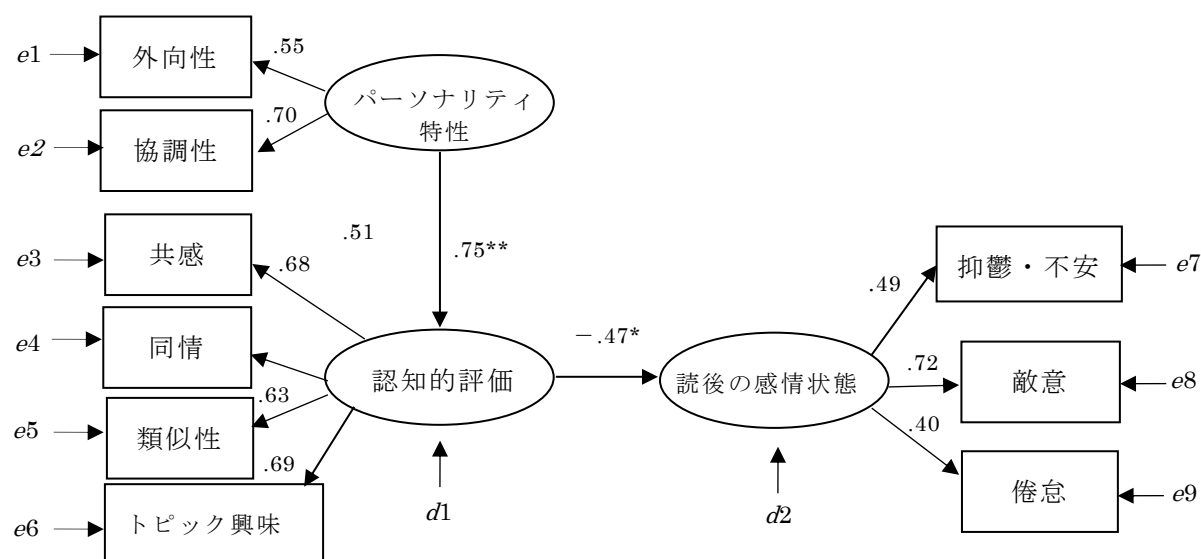 e1
外向性
.55
パーソナリティ
特性
.70
e2
協調性
共感
.51
.75**
e3
.68
抑鬱・不安
e7
.49
e4
同情
－.47*
認知的評価
読後の感情状態
.72
敵意
e8
.63
e5
類似性
.40
.69
倦怠
e9
e6
トピック興味
d1
d2